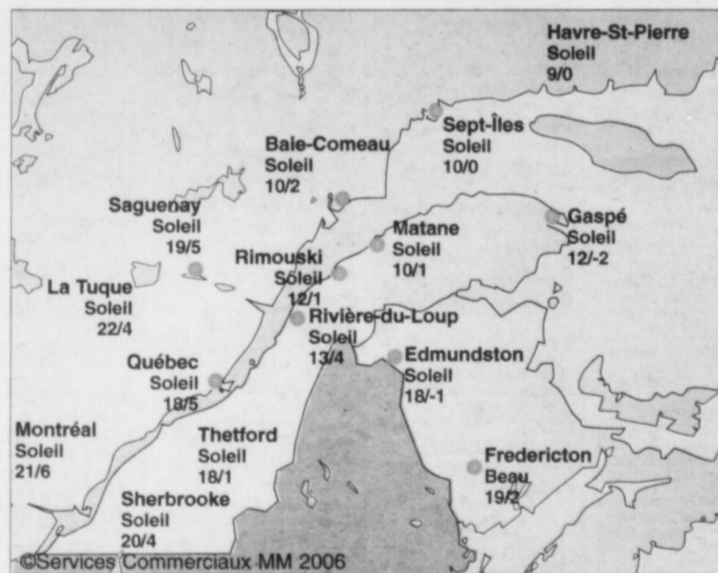 Havre-St-Pierre
Soleil
9/0
Sept-Îles
Soleil
10/0
Baie-Comeau
Soleil
10/2
Saguenay
Soleil
19/5
Gaspé
Soleil
12/-2
Matane
Soleil
10/1
Rimouski
Soleil
12/1
La Tuque
Soleil
22/4
Rivière-du-Loup
Soleil
13/4
Québec
Soleil
18/5
Edmundston
Soleil
18/-1
Montréal
Soleil
21/6
Thetford
Soleil
18/1
Fredericton
Beau
19/2
Sherbrooke
Soleil
20/4
©Services Commerciaux MM 2006